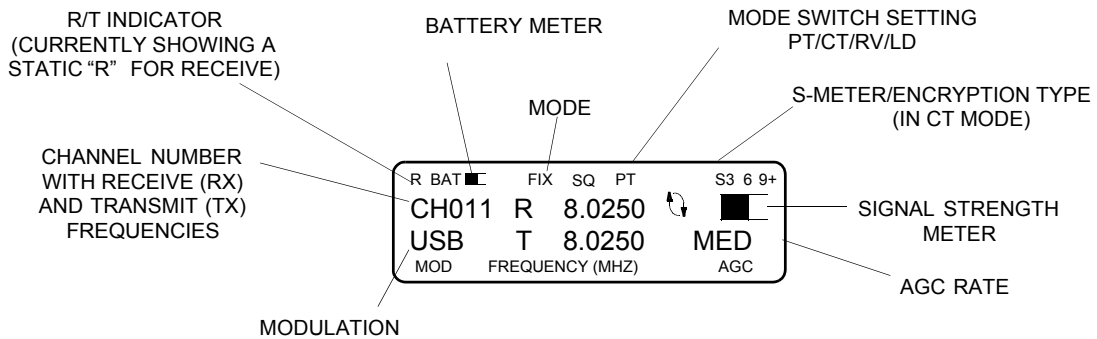 R/T INDICATOR
(CURRENTLY SHOWING A
STATIC “R” FOR RECEIVE)
BATTERY METER
MODE SWITCH SETTING
PT/CT/RV/LD
MODE
S-METER/ENCRYPTION TYPE
(IN CT MODE)
CHANNEL NUMBER
WITH RECEIVE (RX)
AND TRANSMIT (TX)
FREQUENCIES
R BAT FIX SQ PT S3 6 9+
CH011 R 8.0250
USB T 8.0250 MED
MOD FREQUENCY (MHZ) AGC
SIGNAL STRENGTH
METER
AGC RATE
MODULATION